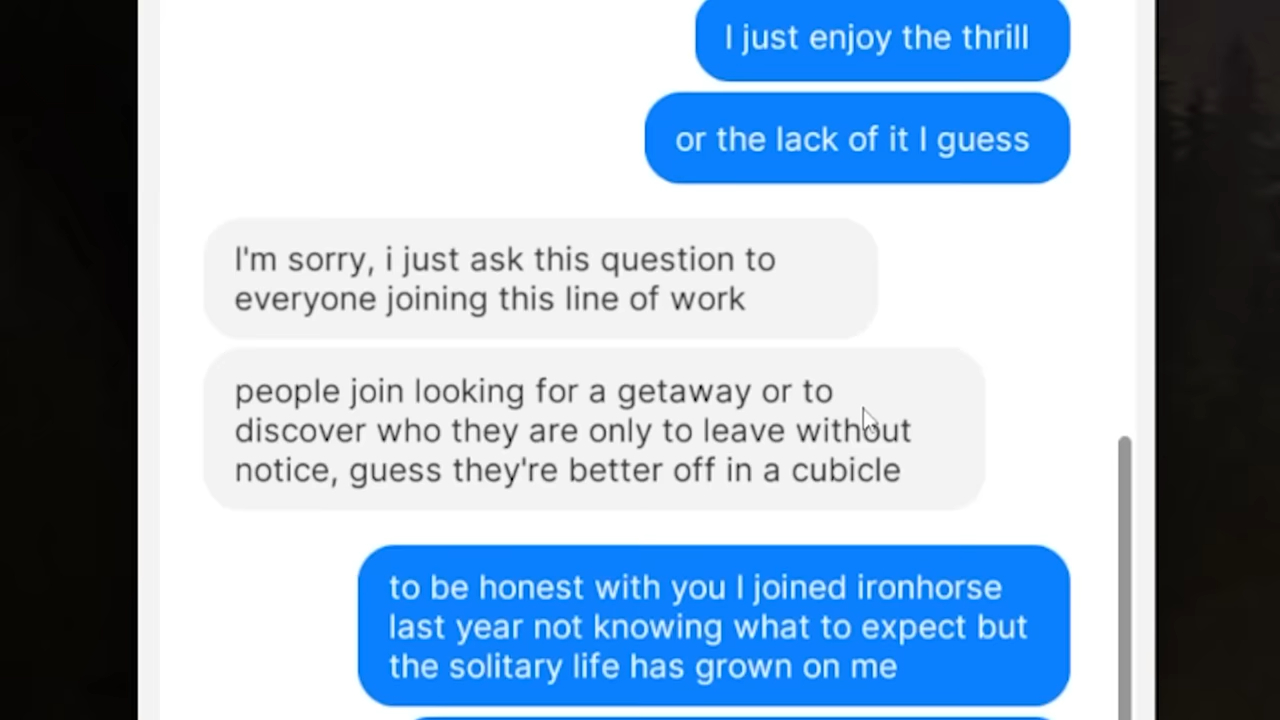 I just enjoy the thrill
or the lack of it I guess
I'm sorry, i just ask this question to
everyone joining this line of work
people join looking for a getaway or to
discover who they are only to leave without
notice, guess they're better off in a cubicle
to be honest with you I joined ironhorse
last year not knowing what to expect but
the solitary life has grown on me